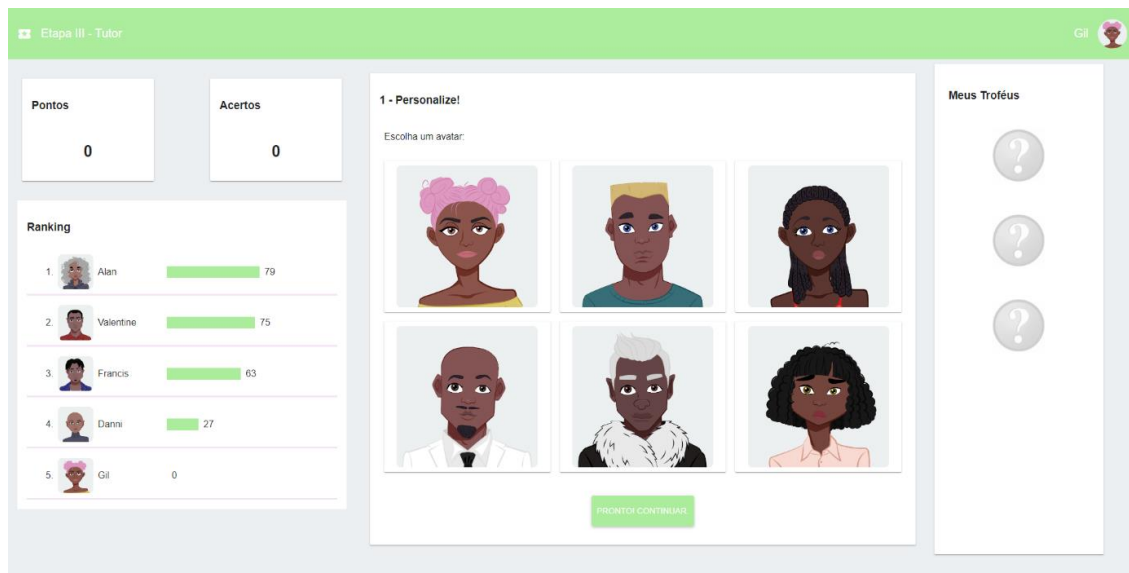 Etapa III - Tutor
Gil
Pontos
0
Acertos
0
Ranking
1. Alan 79
2. Valentine 75
3. Francis 63
4. Danni 27
5. Gil 0
1 - Personalize!
Escolha um avatar:
PRONTO! CONTINUAR
Meus Troféus
?
?
?